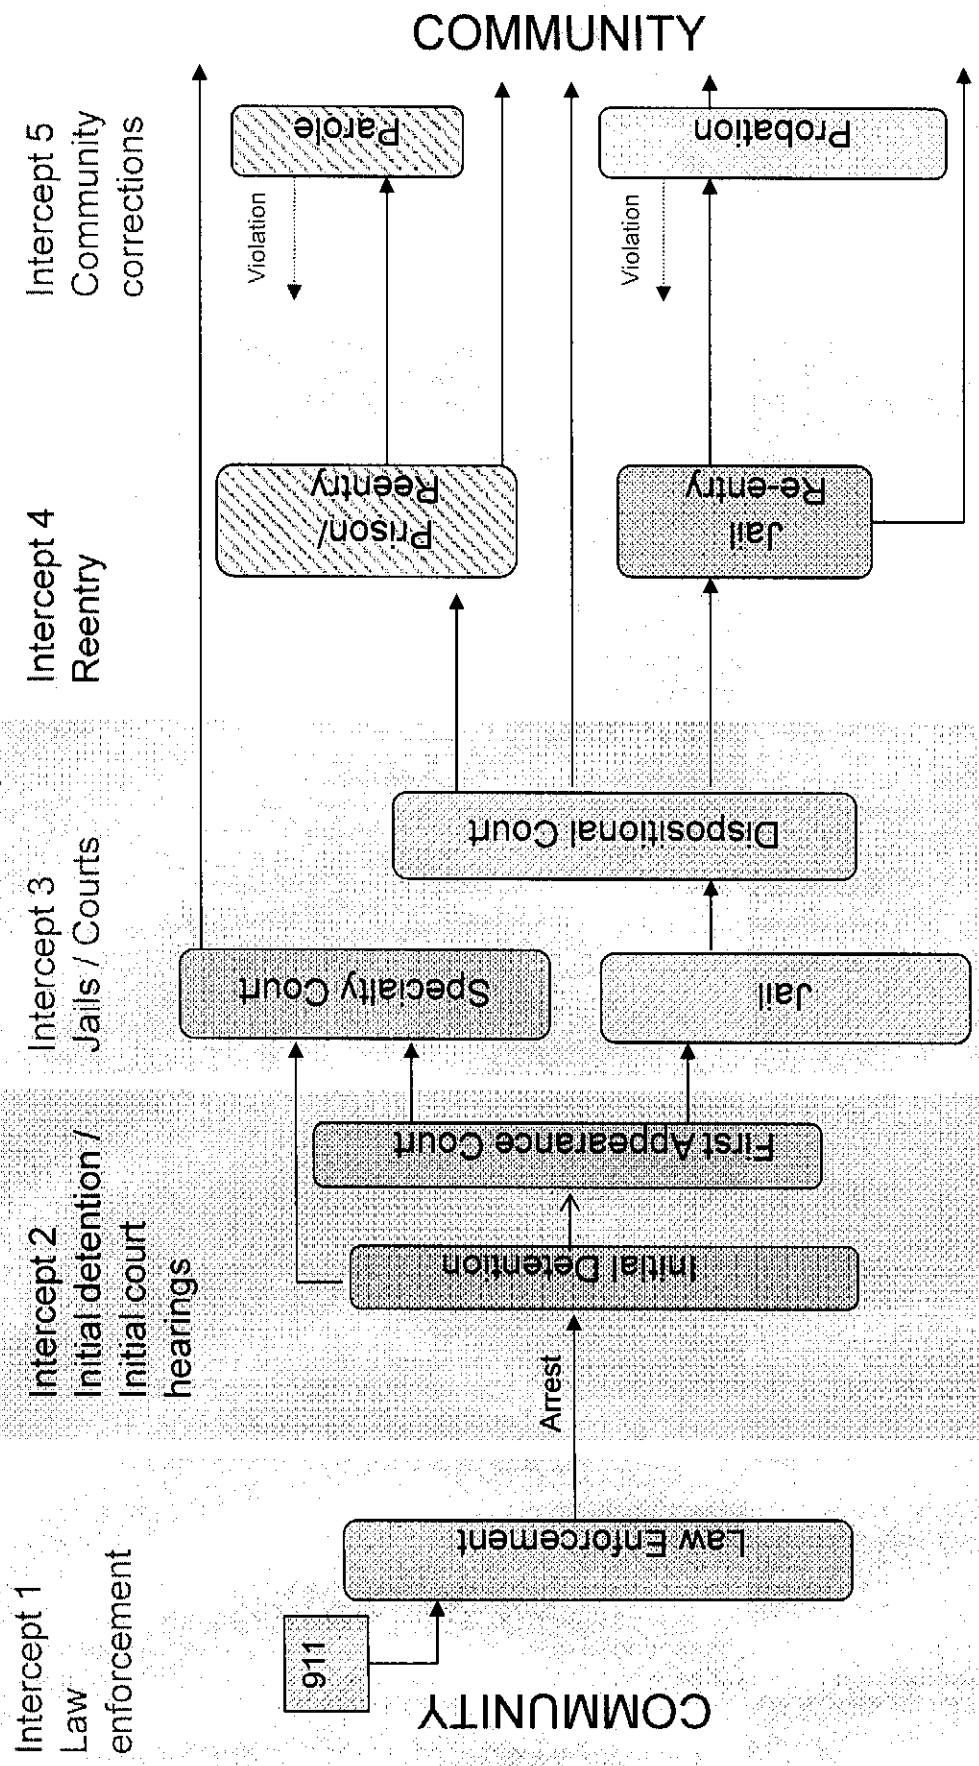 Intercept 1
Law
enforcement
Intercept 2
Initial detention /
Initial court
hearings
Intercept 3
Jails / Courts
Intercept 4
Reentry
Intercept 5
Community
corrections
COMMUNITY
911
Law Enforcement
Arrest
Initial Detention
First Appearance Court
Specialty Court
Jail
Dispositional Court
Prison/
Reentry
Jail
Re-entry
Violation
Parole
Violation
Probation
COMMUNITY